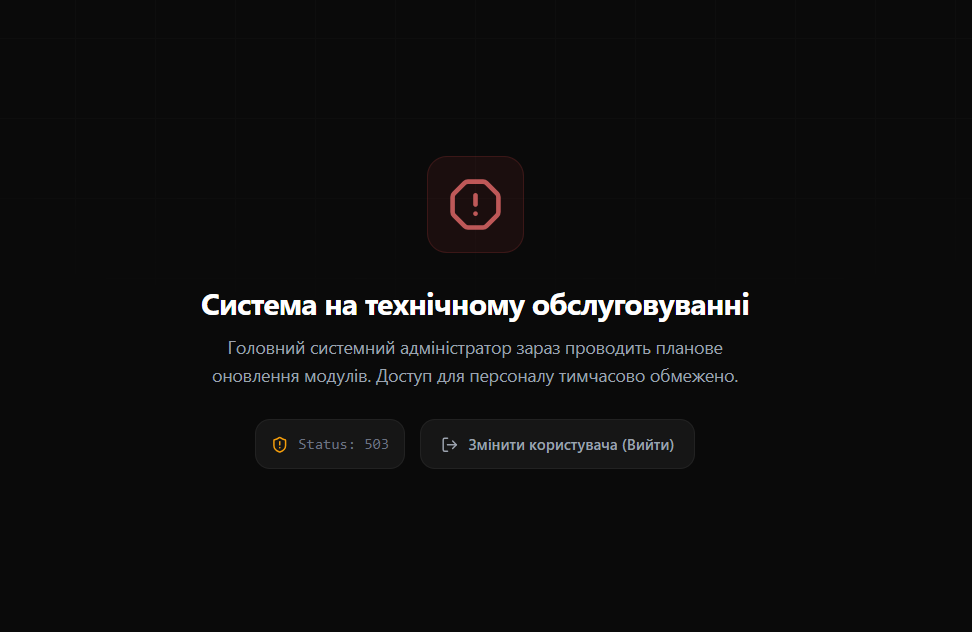 Система на технічному обслуговуванні
Головний системний адміністратор зараз проводить планове
оновлення модулів. Доступ для персоналу тимчасово обмежено.
Status: 503
Змінити користувача (Вийти)